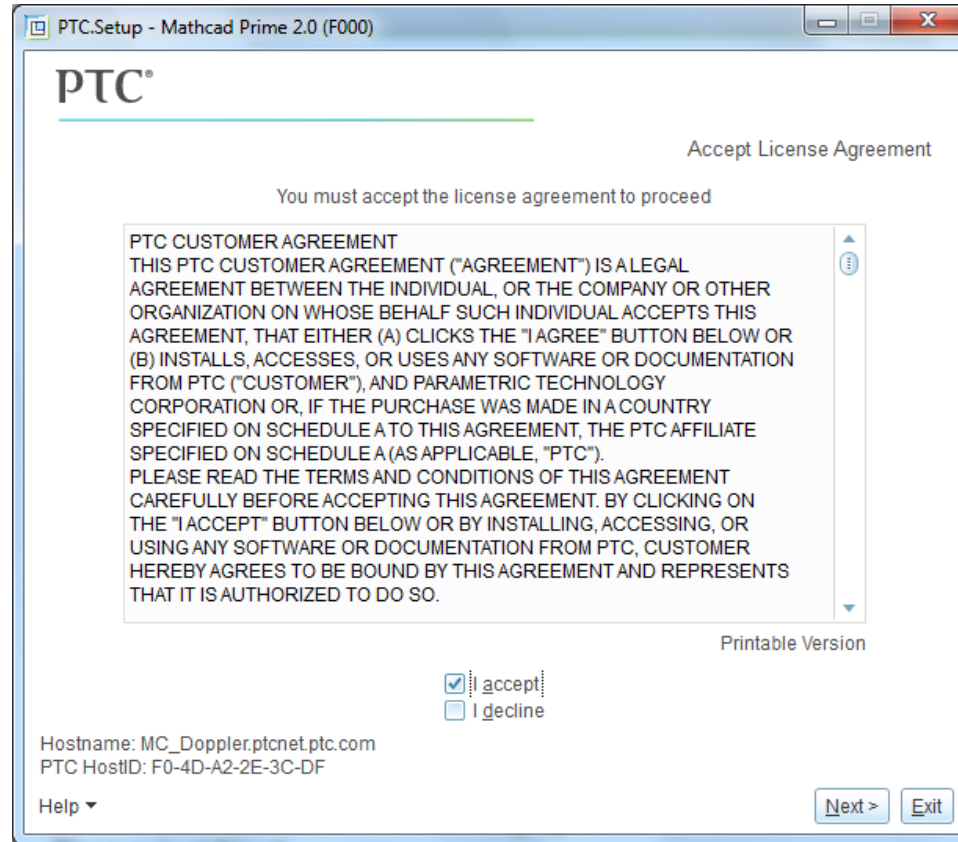 PTC.Setup - Mathcad Prime 2.0 (F000)
PTC®
Accept License Agreement
You must accept the license agreement to proceed
PTC CUSTOMER AGREEMENT
THIS PTC CUSTOMER AGREEMENT ("AGREEMENT") IS A LEGAL
AGREEMENT BETWEEN THE INDIVIDUAL, OR THE COMPANY OR OTHER
ORGANIZATION ON WHOSE BEHALF SUCH INDIVIDUAL ACCEPTS THIS
AGREEMENT, THAT EITHER (A) CLICKS THE "I AGREE" BUTTON BELOW OR
(B) INSTALLS, ACCESSES, OR USES ANY SOFTWARE OR DOCUMENTATION
FROM PTC ("CUSTOMER"), AND PARAMETRIC TECHNOLOGY
CORPORATION OR, IF THE PURCHASE WAS MADE IN A COUNTRY
SPECIFIED ON SCHEDULE A TO THIS AGREEMENT, THE PTC AFFILIATE
SPECIFIED ON SCHEDULE A (AS APPLICABLE, "PTC").
PLEASE READ THE TERMS AND CONDITIONS OF THIS AGREEMENT
CAREFULLY BEFORE ACCEPTING THIS AGREEMENT. BY CLICKING ON
THE "I ACCEPT" BUTTON BELOW OR BY INSTALLING, ACCESSING, OR
USING ANY SOFTWARE OR DOCUMENTATION FROM PTC, CUSTOMER
HEREBY AGREES TO BE BOUND BY THIS AGREEMENT AND REPRESENTS
THAT IT IS AUTHORIZED TO DO SO.
Printable Version
I accept
I decline
Hostname: MC_Doppler.ptcnet.ptc.com
PTC HostID: F0-4D-A2-2E-3C-DF
Help
Next >
Exit